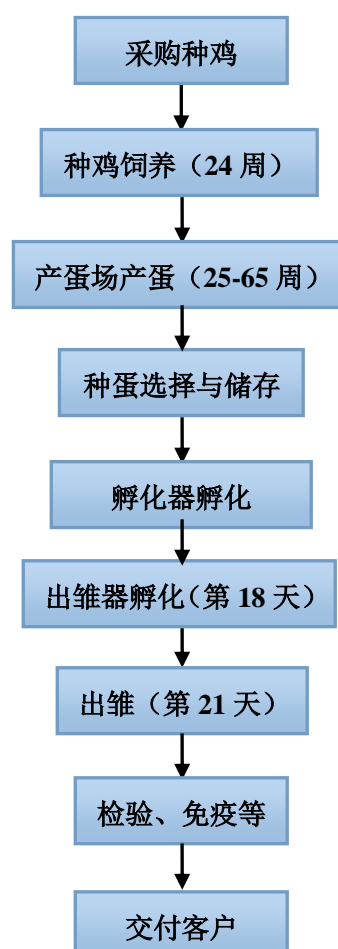 采购种鸡
种鸡饲养（24 周）
产蛋场产蛋（25-65 周）
种蛋选择与储存
孵化器孵化
出雏器孵化（第 18 天）
出雏（第 21 天）
检验、免疫等
交付客户